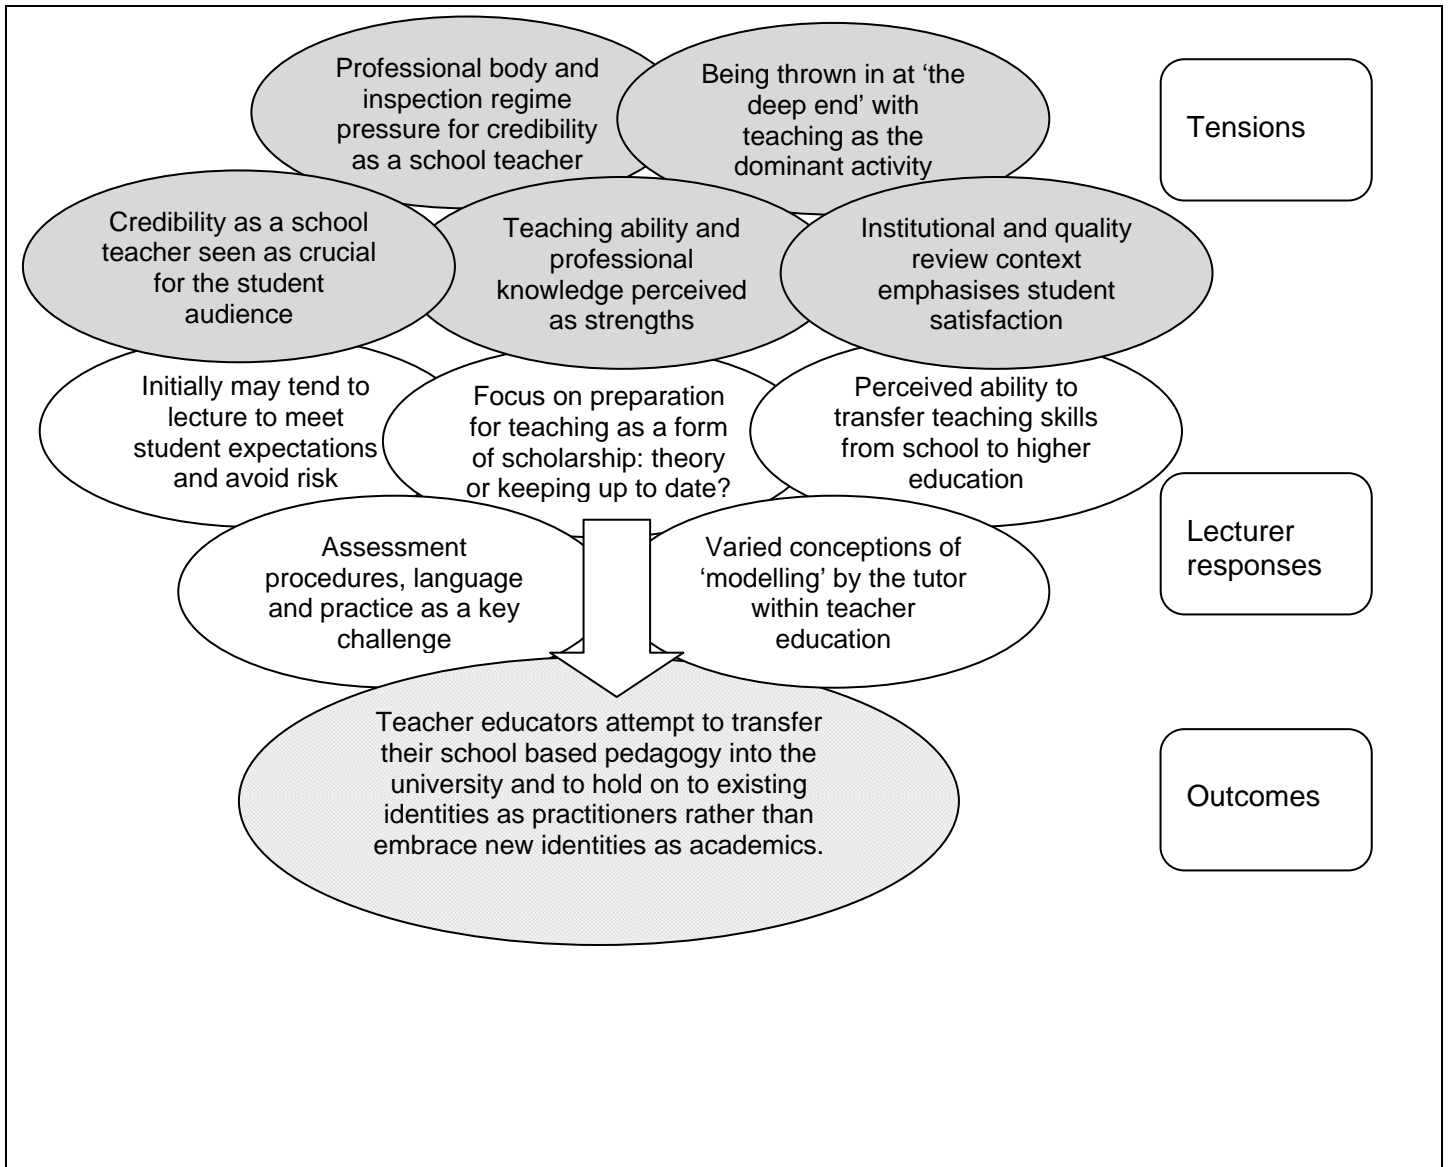 Professional body and
inspection regime
pressure for credibility
as a school teacher
Being thrown in at ‘the
deep end’ with
teaching as the
dominant activity
Tensions
Credibility as a school
teacher seen as crucial
for the student
audience
Teaching ability and
professional
knowledge perceived
as strengths
Institutional and quality
review context
emphasises student
satisfaction
Initially may tend to
lecture to meet
student expectations
and avoid risk
Focus on preparation
for teaching as a form
of scholarship: theory
or keeping up to date?
Perceived ability to
transfer teaching skills
from school to higher
education
Lecturer
responses
Assessment
procedures, language
and practice as a key
challenge
Varied conceptions of
‘modelling’ by the tutor
within teacher
education
Teacher educators attempt to transfer
their school based pedagogy into the
university and to hold on to existing
identities as practitioners rather than
embrace new identities as academics.
Outcomes